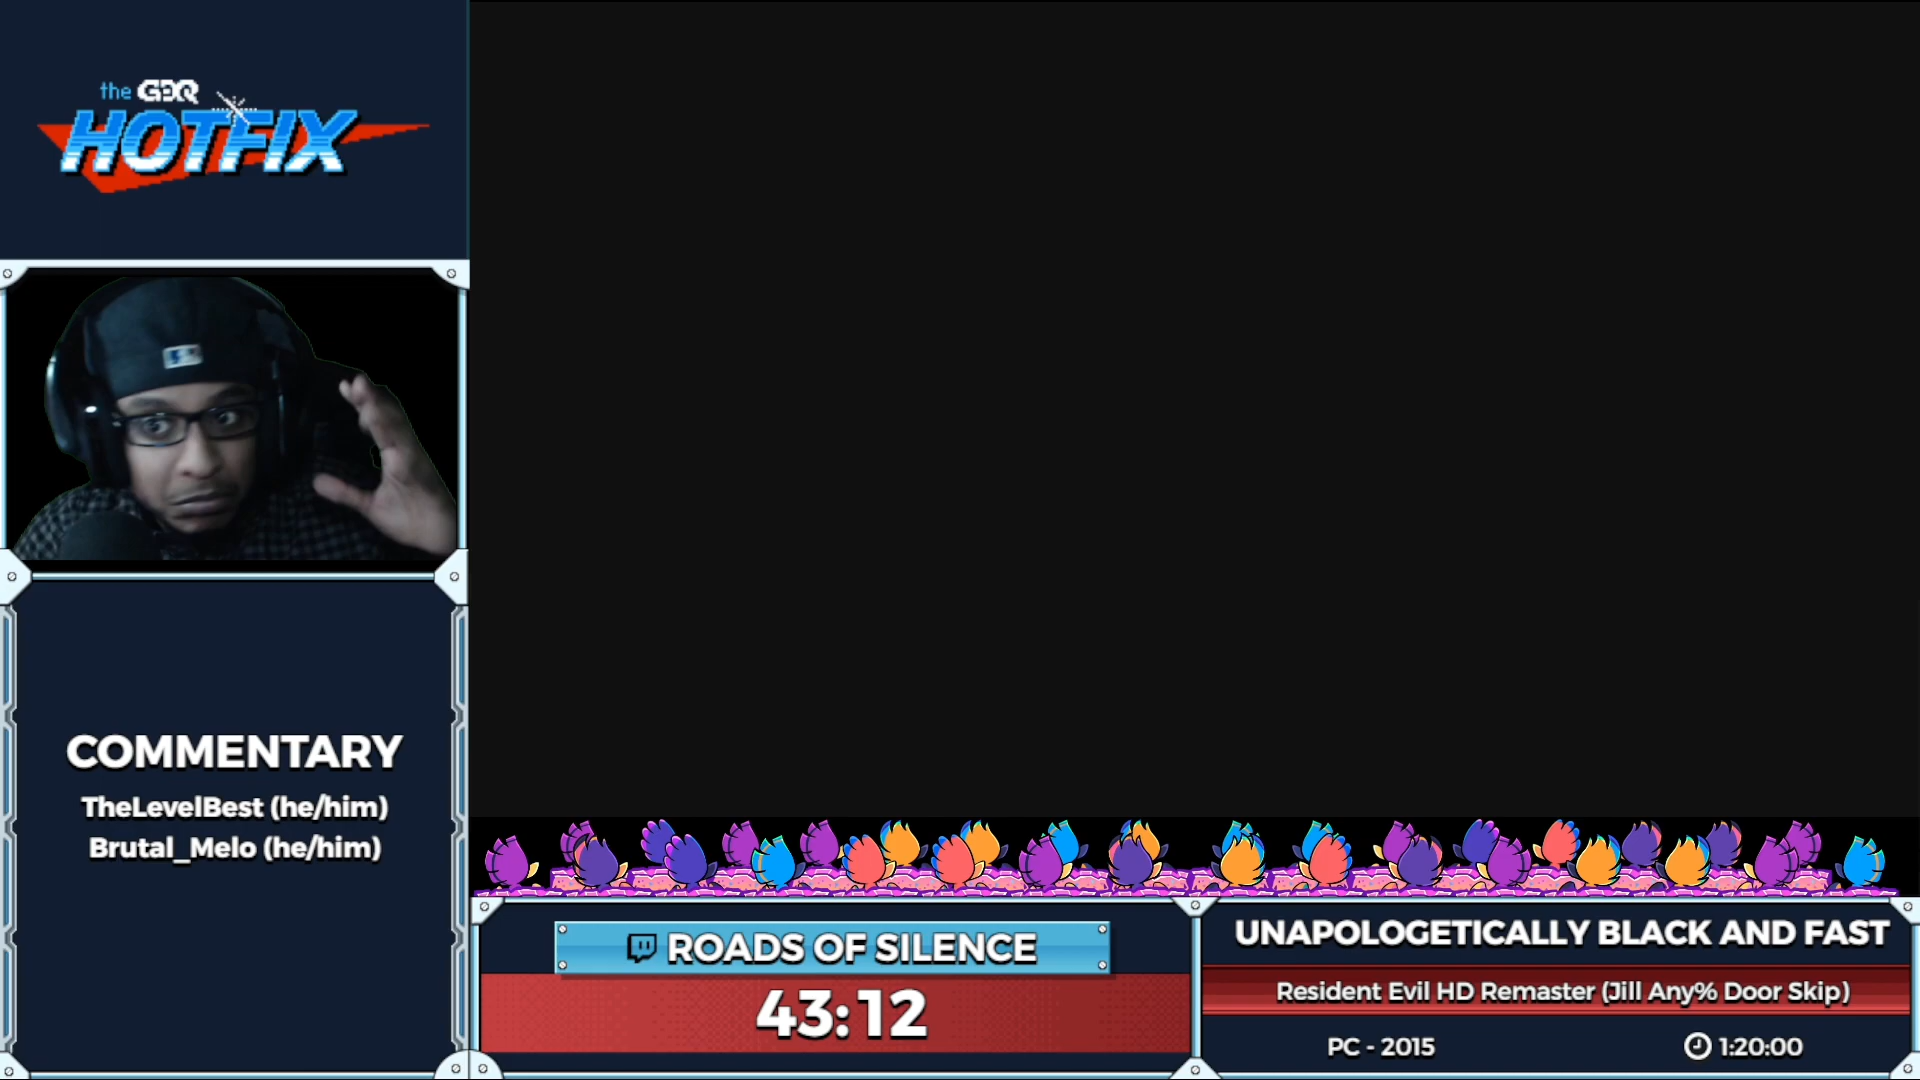 the GDQ
HOTFIX
COMMENTARY
TheLevelBest (he/him)
Brutal_Melo (he/him)
ROADS OF SILENCE
43:12
UNAPOLOGETICALLY BLACK AND FAST
Resident Evil HD Remaster (Jill Any% Door Skip)
PC - 2015
1:20:00